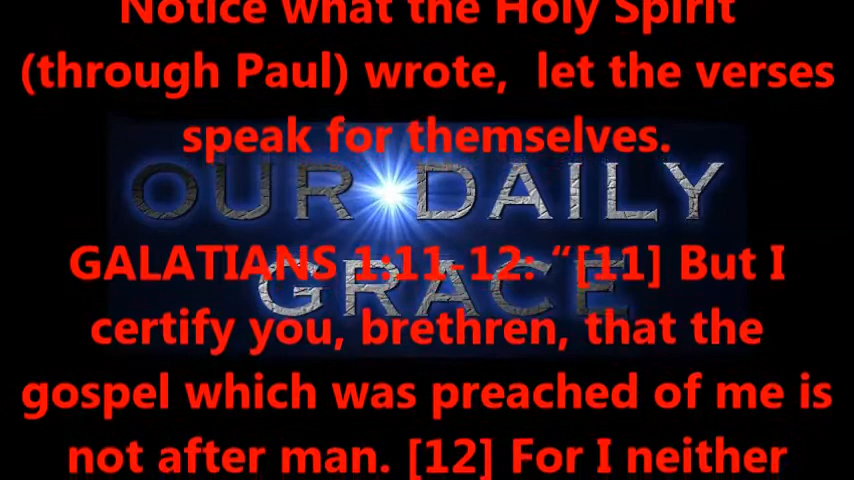 Notice what the Holy Spirit
(through Paul) wrote,  let the verses
speak for themselves.
OUR DAILY
GRACE
GALATIANS 1:11-12: “[11] But I
certify you, brethren, that the
gospel which was preached of me is
not after man. [12] For I neither